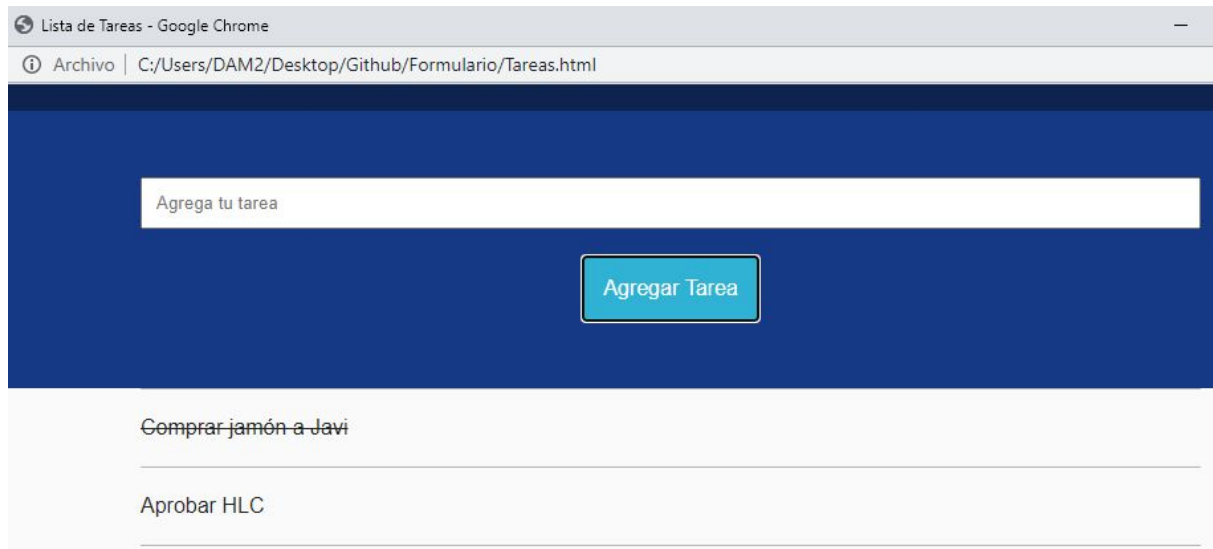 Lista de Tareas - Google Chrome
Archivo | C:/Users/DAM2/Desktop/Github/Formulario/Tareas.html
Agrega tu tarea
Agregar Tarea
Comprar jamón a Javi
Aprobar HLC